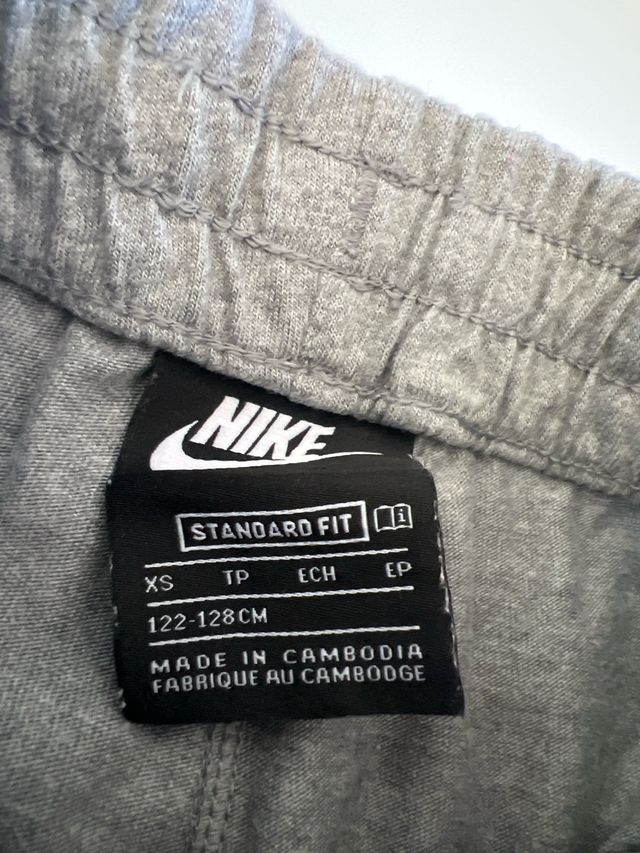 NIKE
STANDARD FIT
XS TP ECH EP
122-128CM
MADE IN CAMBODIA
FABRIQUE AU CAMBODGE